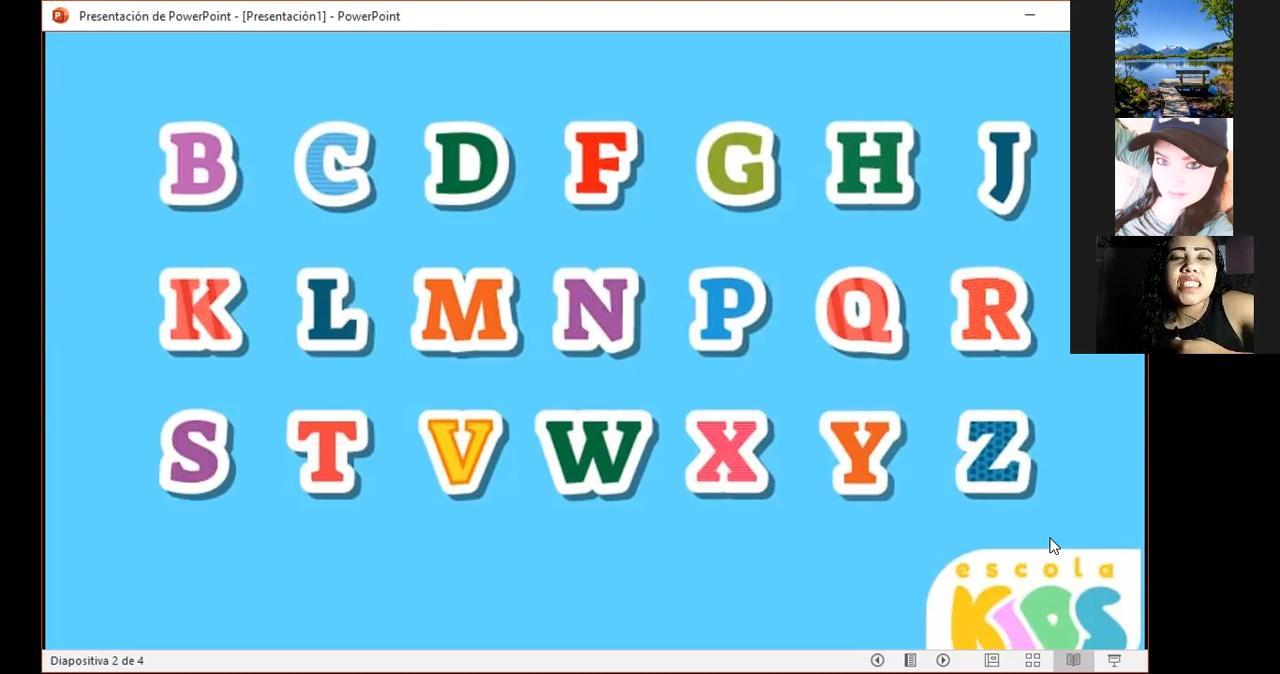 Presentación de PowerPoint - [Presentación1] - PowerPoint
B C D F G H J
K L M N P Q R
S T V W X Y Z
escola
KIDS
Diapositiva 2 de 4